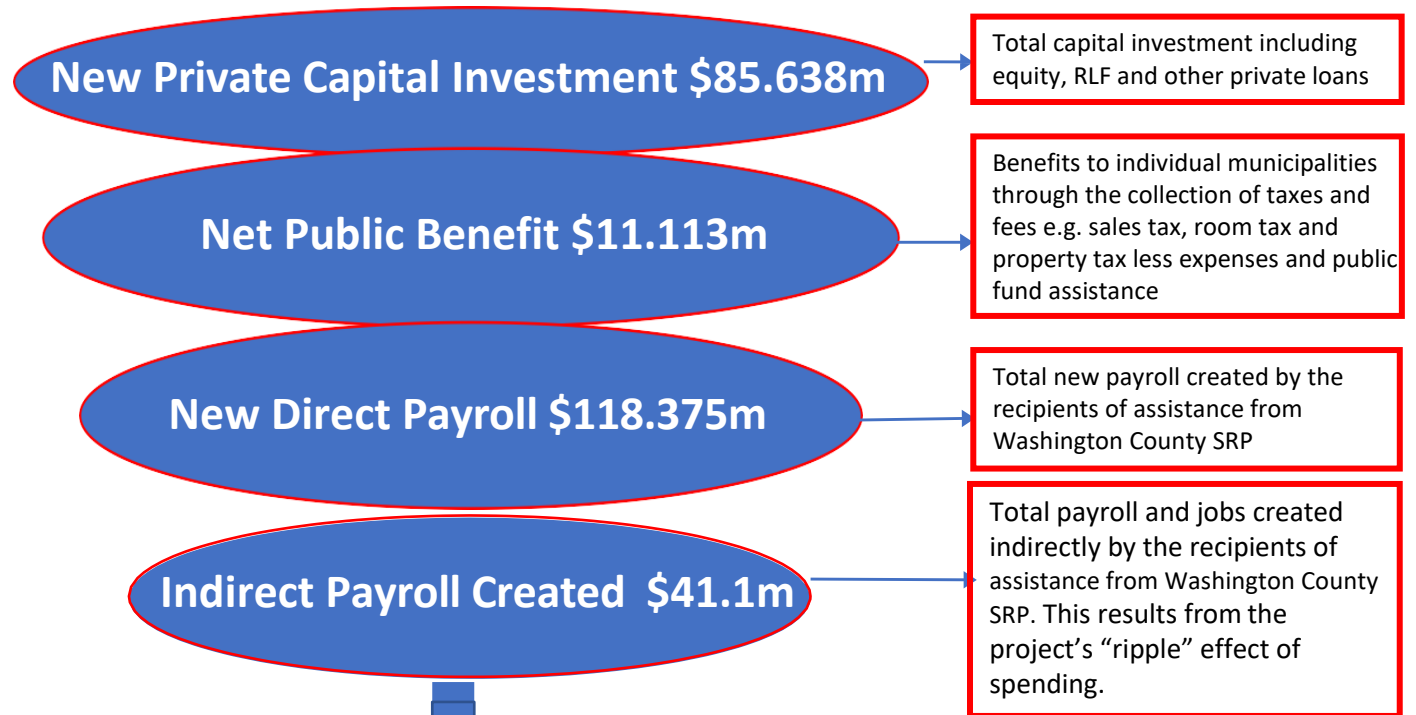 New Private Capital Investment $85.638m
Total capital investment including
equity, RLF and other private loans
Net Public Benefit $11.113m
Benefits to individual municipalities
through the collection of taxes and
fees e.g. sales tax, room tax and
property tax less expenses and public
fund assistance
New Direct Payroll $118.375m
Total new payroll created by the
recipients of assistance from
Washington County SRP
Indirect Payroll Created  $41.1m
Total payroll and jobs created
indirectly by the recipients of
assistance from Washington County
SRP. This results from the
project’s “ripple” effect of
spending.